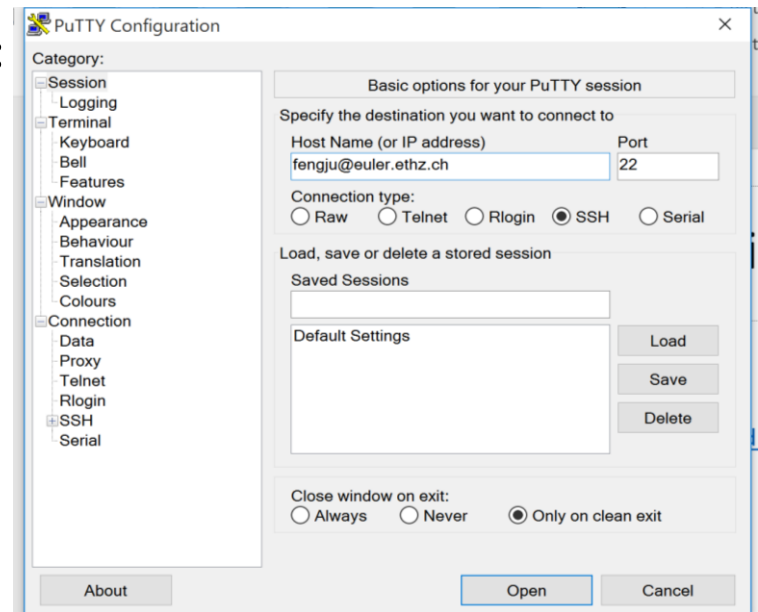 PuTTY Configuration
Category:
Session
Logging
Terminal
Keyboard
Bell
Features
Window
Appearance
Behaviour
Translation
Selection
Colours
Connection
Data
Proxy
Telnet
Rlogin
SSH
Serial
Basic options for your PuTTY session
Specify the destination you want to connect to
Host Name (or IP address) Port
fengju@euler.ethz.ch 22
Connection type:
Raw Telnet Rlogin SSH Serial
Load, save or delete a stored session
Saved Sessions
Default Settings
Load
Save
Delete
Close window on exit:
Always Never Only on clean exit
About Open Cancel